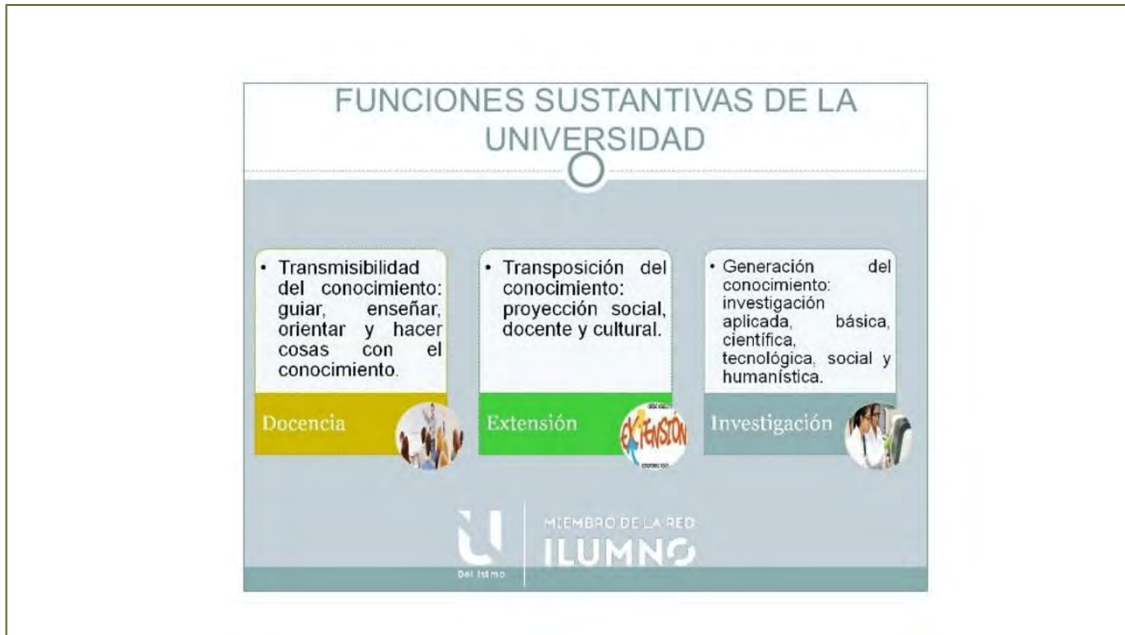 FUNCIONES SUSTANTIVAS DE LA
UNIVERSIDAD
• Transmisibilidad
del conocimiento:
guiar, enseñar,
orientar y hacer
cosas con el
conocimiento.
Docencia
• Transposición del
conocimiento:
proyección social,
docente y cultural.
Extensión
EXTENSIÓN
• Generación del
conocimiento:
investigación
aplicada, básica,
científica,
tecnológica, social y
humanística.
Investigación
U
Del Istmo
MIEMBRO DE LA RED
ILUMNO